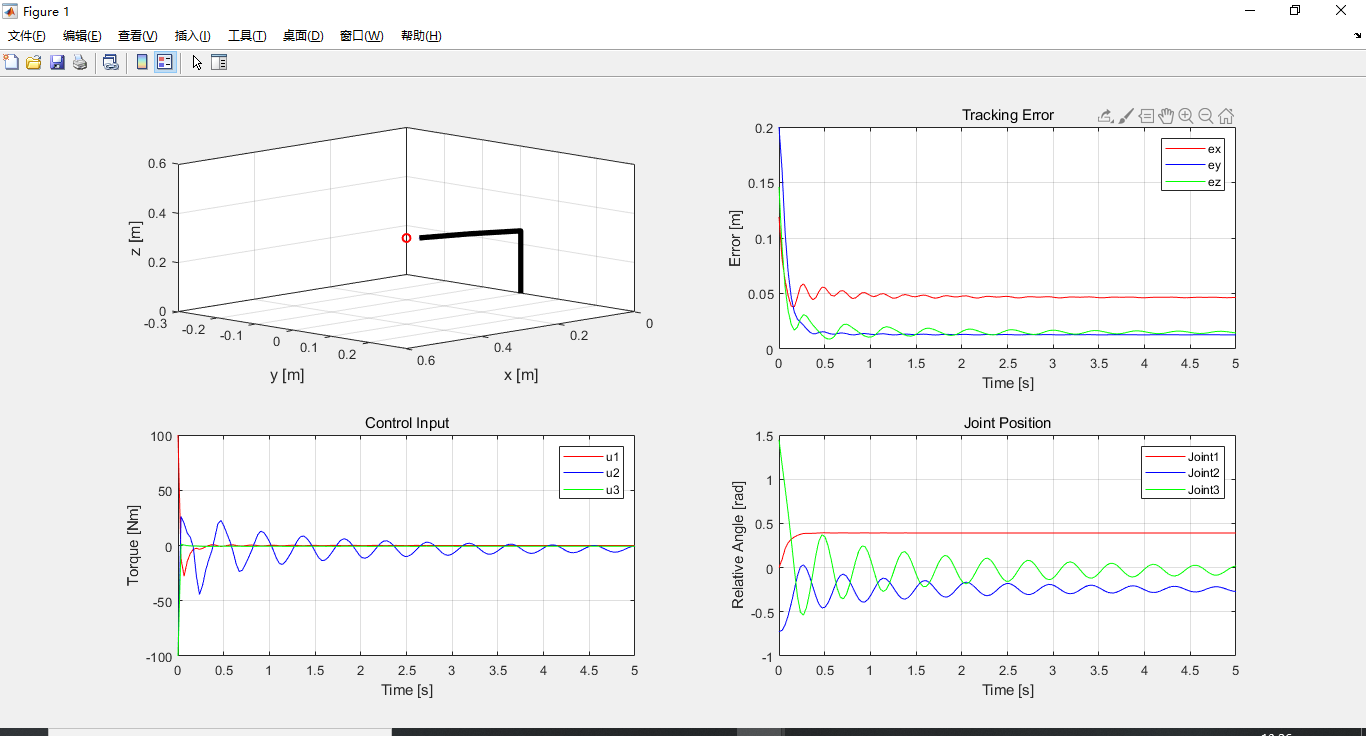 Figure 1
文件(F) 编辑(E) 查看(V) 插入(I) 工具(T) 桌面(D) 窗口(W) 帮助(H)
0.6
0.4
0.2
0
z [m]
-0.3
-0.2
-0.1
0
0.1
0.2
y [m]
0.6
0.4
0.2
0
x [m]
Tracking Error
0.2
0.15
0.1
0.05
0
Error [m]
ex
ey
ez
0 0.5 1 1.5 2 2.5 3 3.5 4 4.5 5
Time [s]
Control Input
100
50
0
-50
-100
Torque [Nm]
u1
u2
u3
0 0.5 1 1.5 2 2.5 3 3.5 4 4.5 5
Time [s]
Joint Position
1.5
1
0.5
0
-0.5
-1
Relative Angle [rad]
Joint1
Joint2
Joint3
0 0.5 1 1.5 2 2.5 3 3.5 4 4.5 5
Time [s]